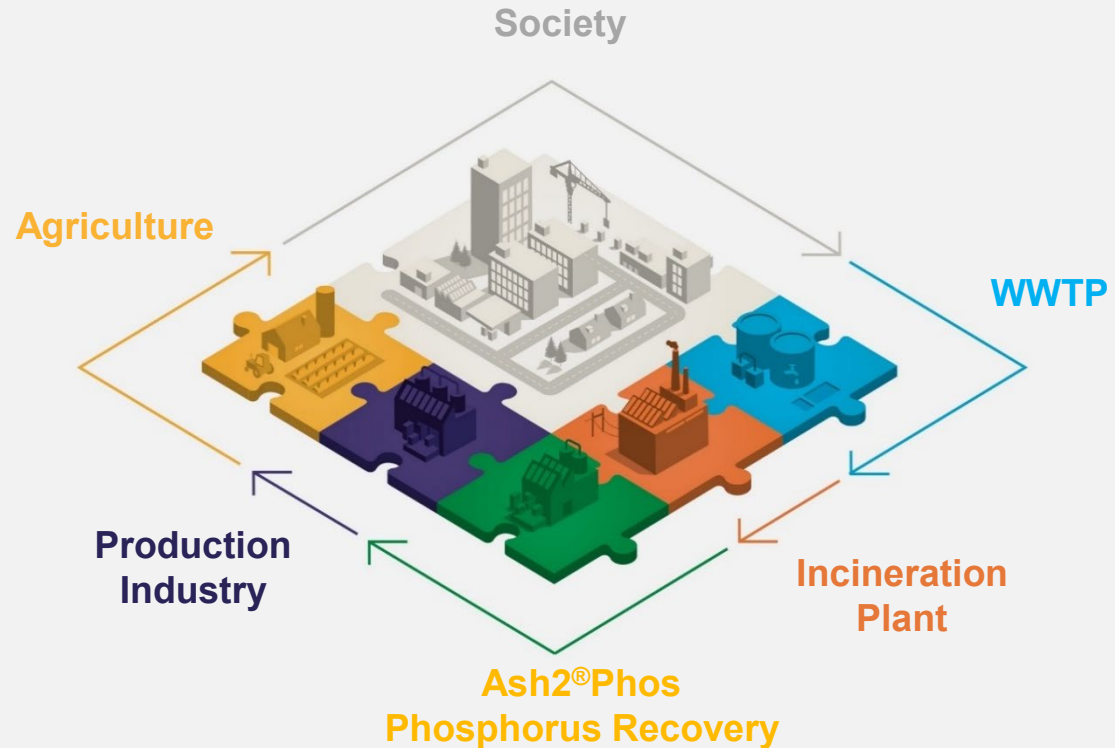 Society
Agriculture
WWTP
Production
Industry
Incineration
Plant
Ash2®Phos
Phosphorus Recovery